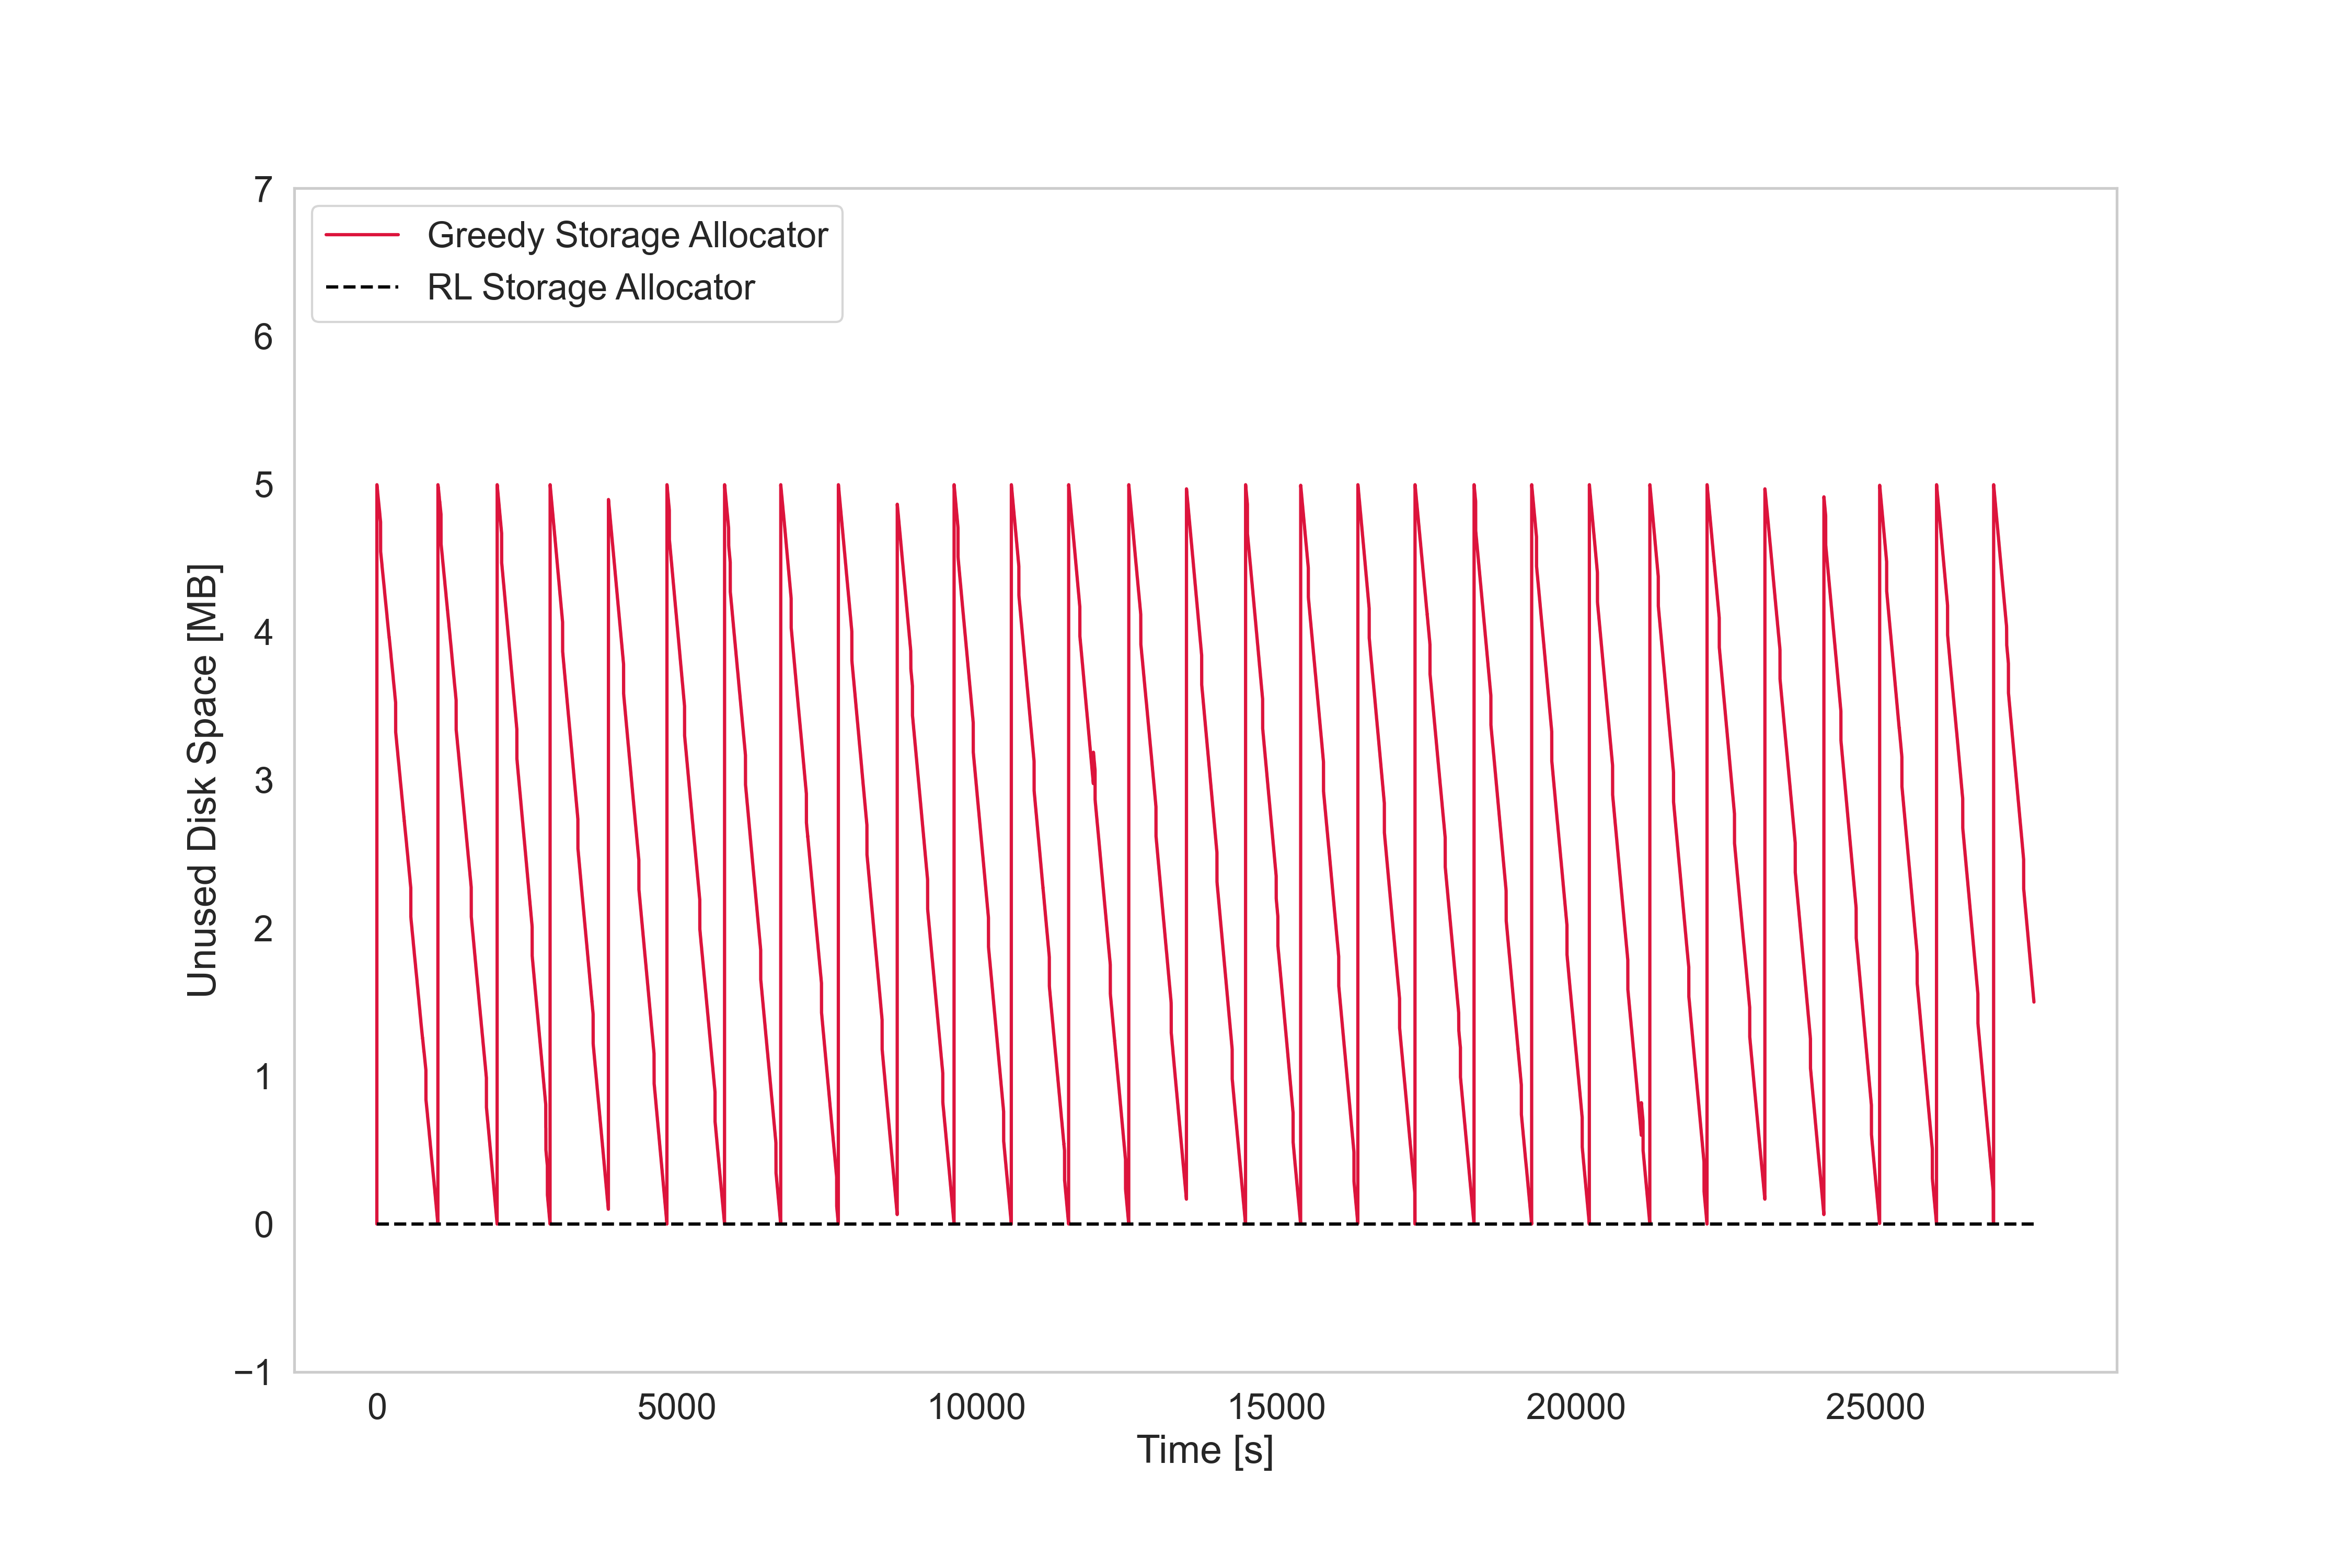 7
Greedy Storage Allocator
RL Storage Allocator
6
5
4
3
2
1
0
−1
Unused Disk Space [MB]
0 5000 10000 15000 20000 25000
Time [s]